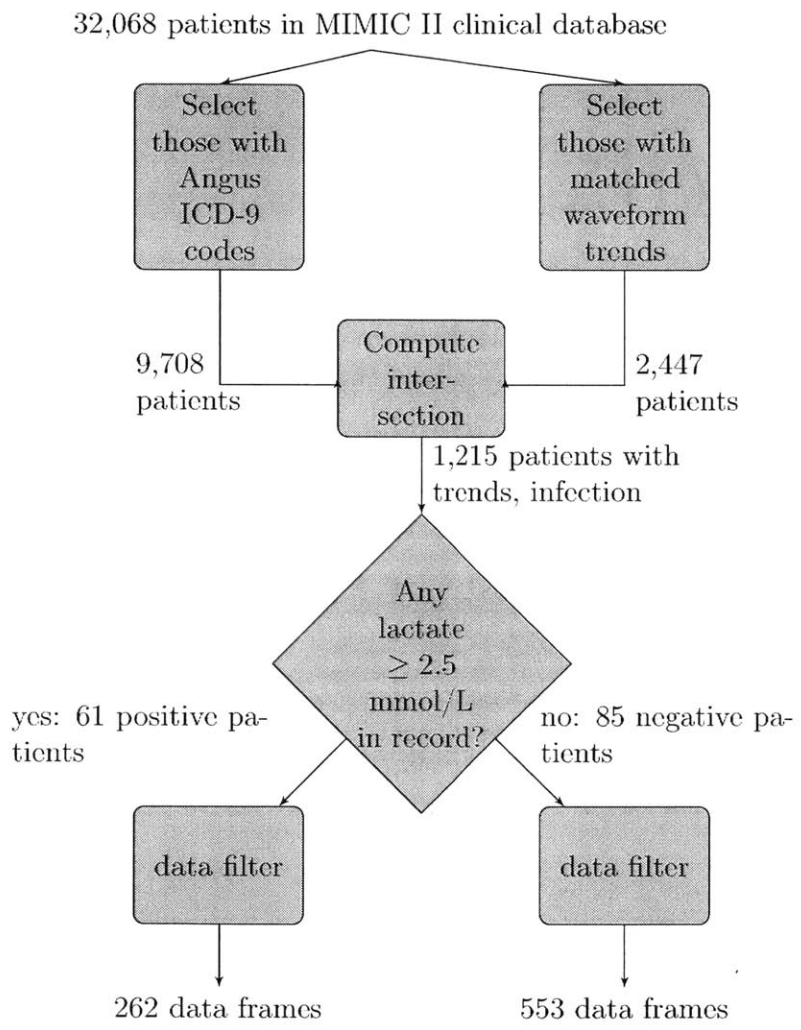 32,068 patients in MIMIC II clinical database
Select
those with
Angus
ICD-9
codes
Select
those with
matched
waveform
trends
9,708
patients
Compute
inter-
section
2,447
patients
1,215 patients with
trends, infection
Any
lactate
≥ 2.5
mmol/L
in record?
yes: 61 positive pa-
tients
no: 85 negative pa-
tients
data filter
data filter
262 data frames
553 data frames